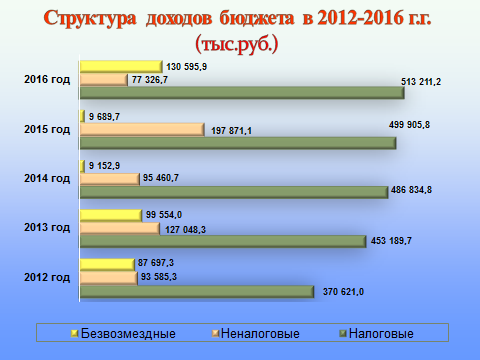 Структура доходов бюджета в 2012-2016 г.г.
(тыс.руб.)
130 595,9
2016 год
77 326,7
513 211,2
9 689,7
2015 год
197 871,1
499 905,8
9 152,9
2014 год
95 460,7
486 834,8
99 554,0
2013 год
127 048,3
453 189,7
87 697,3
2012 год
93 585,3
370 621,0
Безвозмездные
Неналоговые
Налоговые